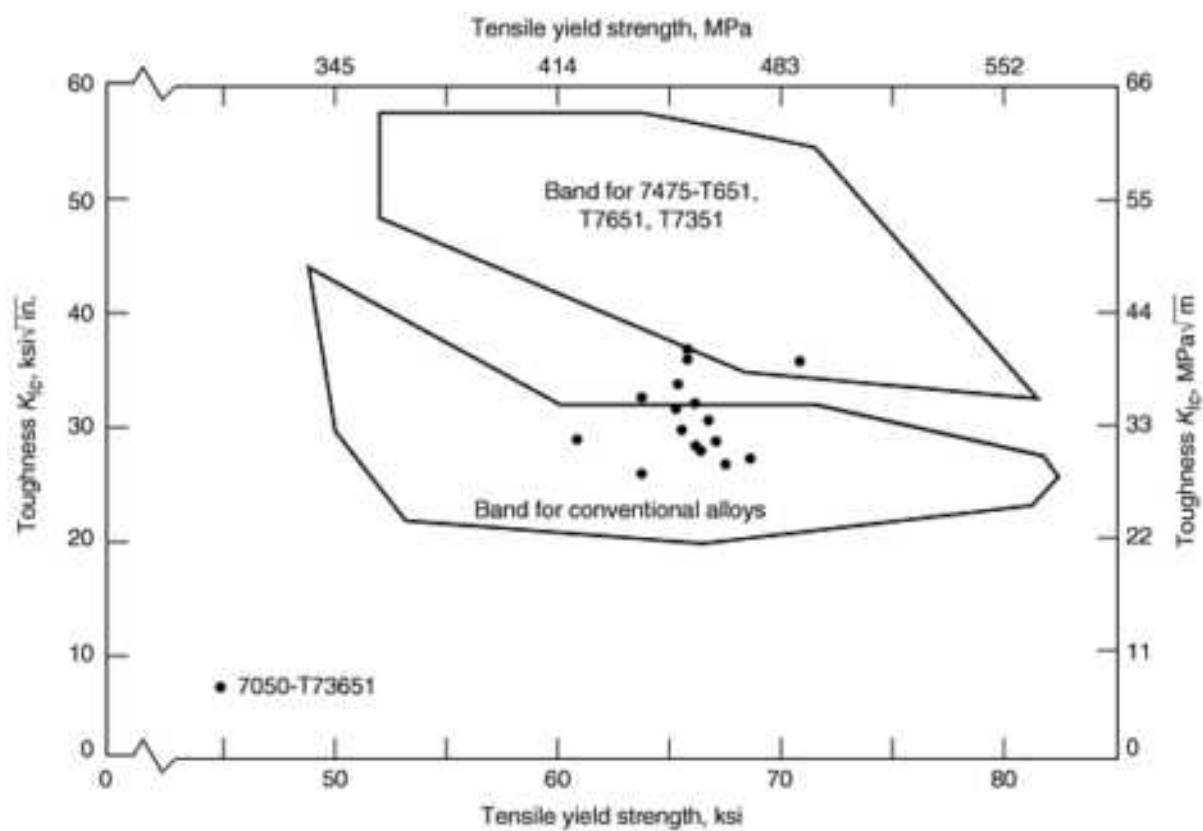 Tensile yield strength, MPa
345 414 483 552
60 66
Band for 7475-T651,
T7651, T7351
50 55
40 44
30 33
Band for conventional alloys
20 22
10 11
7050-T73651
0 0
0 50 60 70 80
Tensile yield strength, ksi
Toughness K_Ic, ksi√in.
Toughness K_Ic, MPa√m